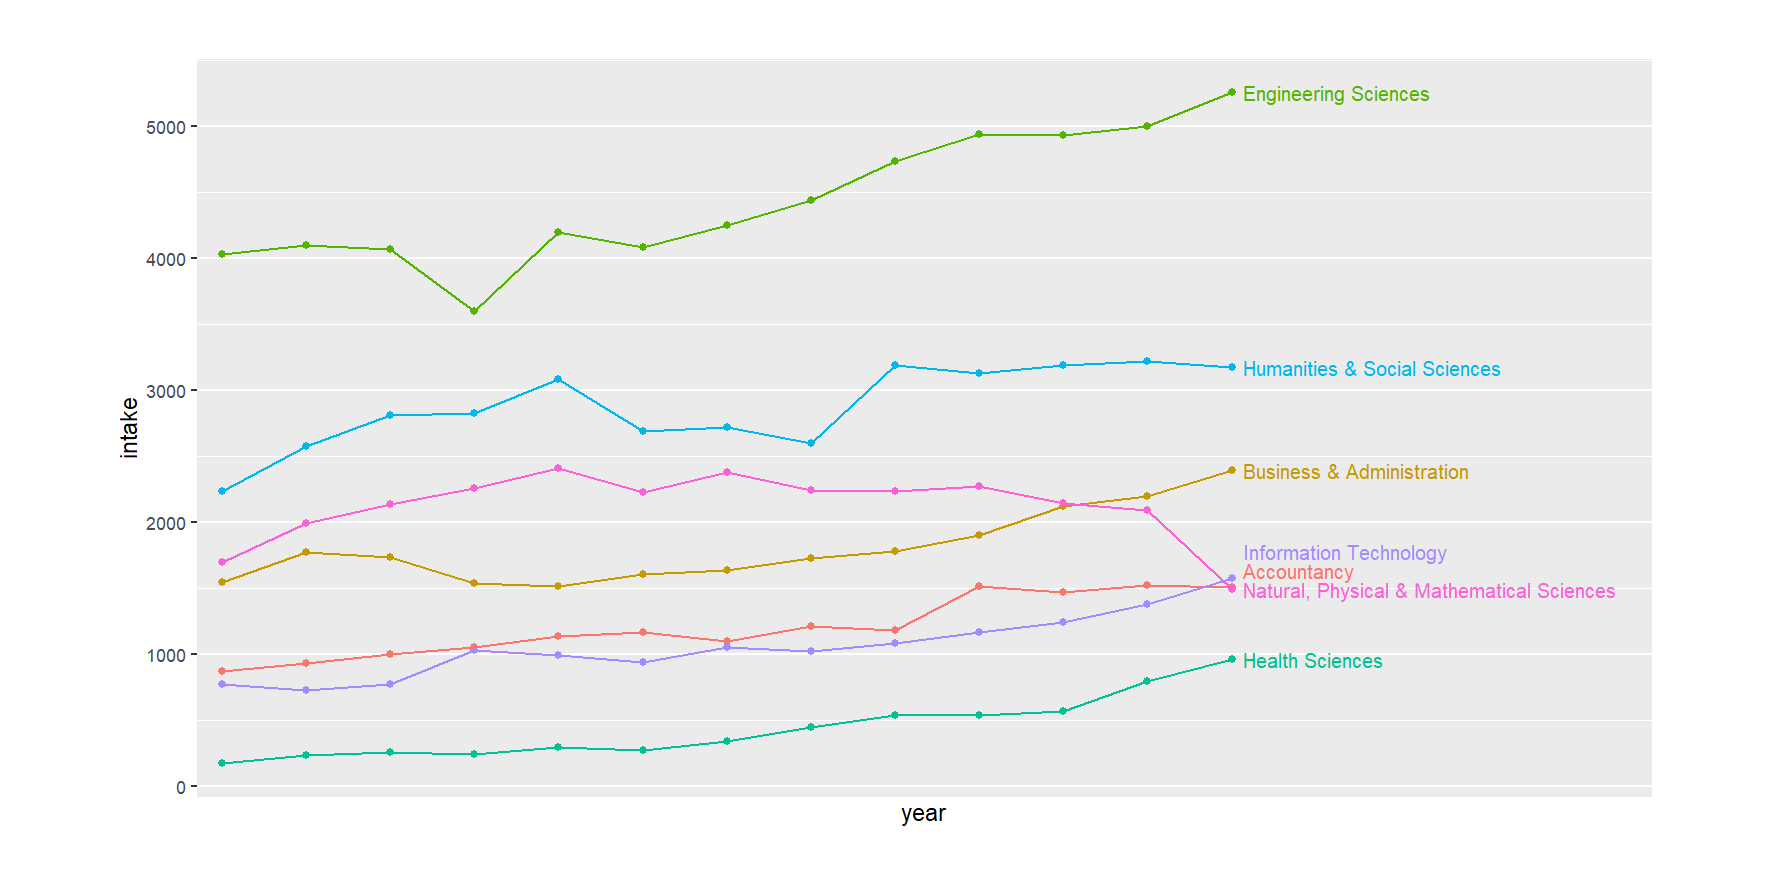 Engineering Sciences
5000
4000
Humanities & Social Sciences
3000
intake
Business & Administration
2000
Information Technology
Accountancy
Natural, Physical & Mathematical Sciences
1000
Health Sciences
0
year